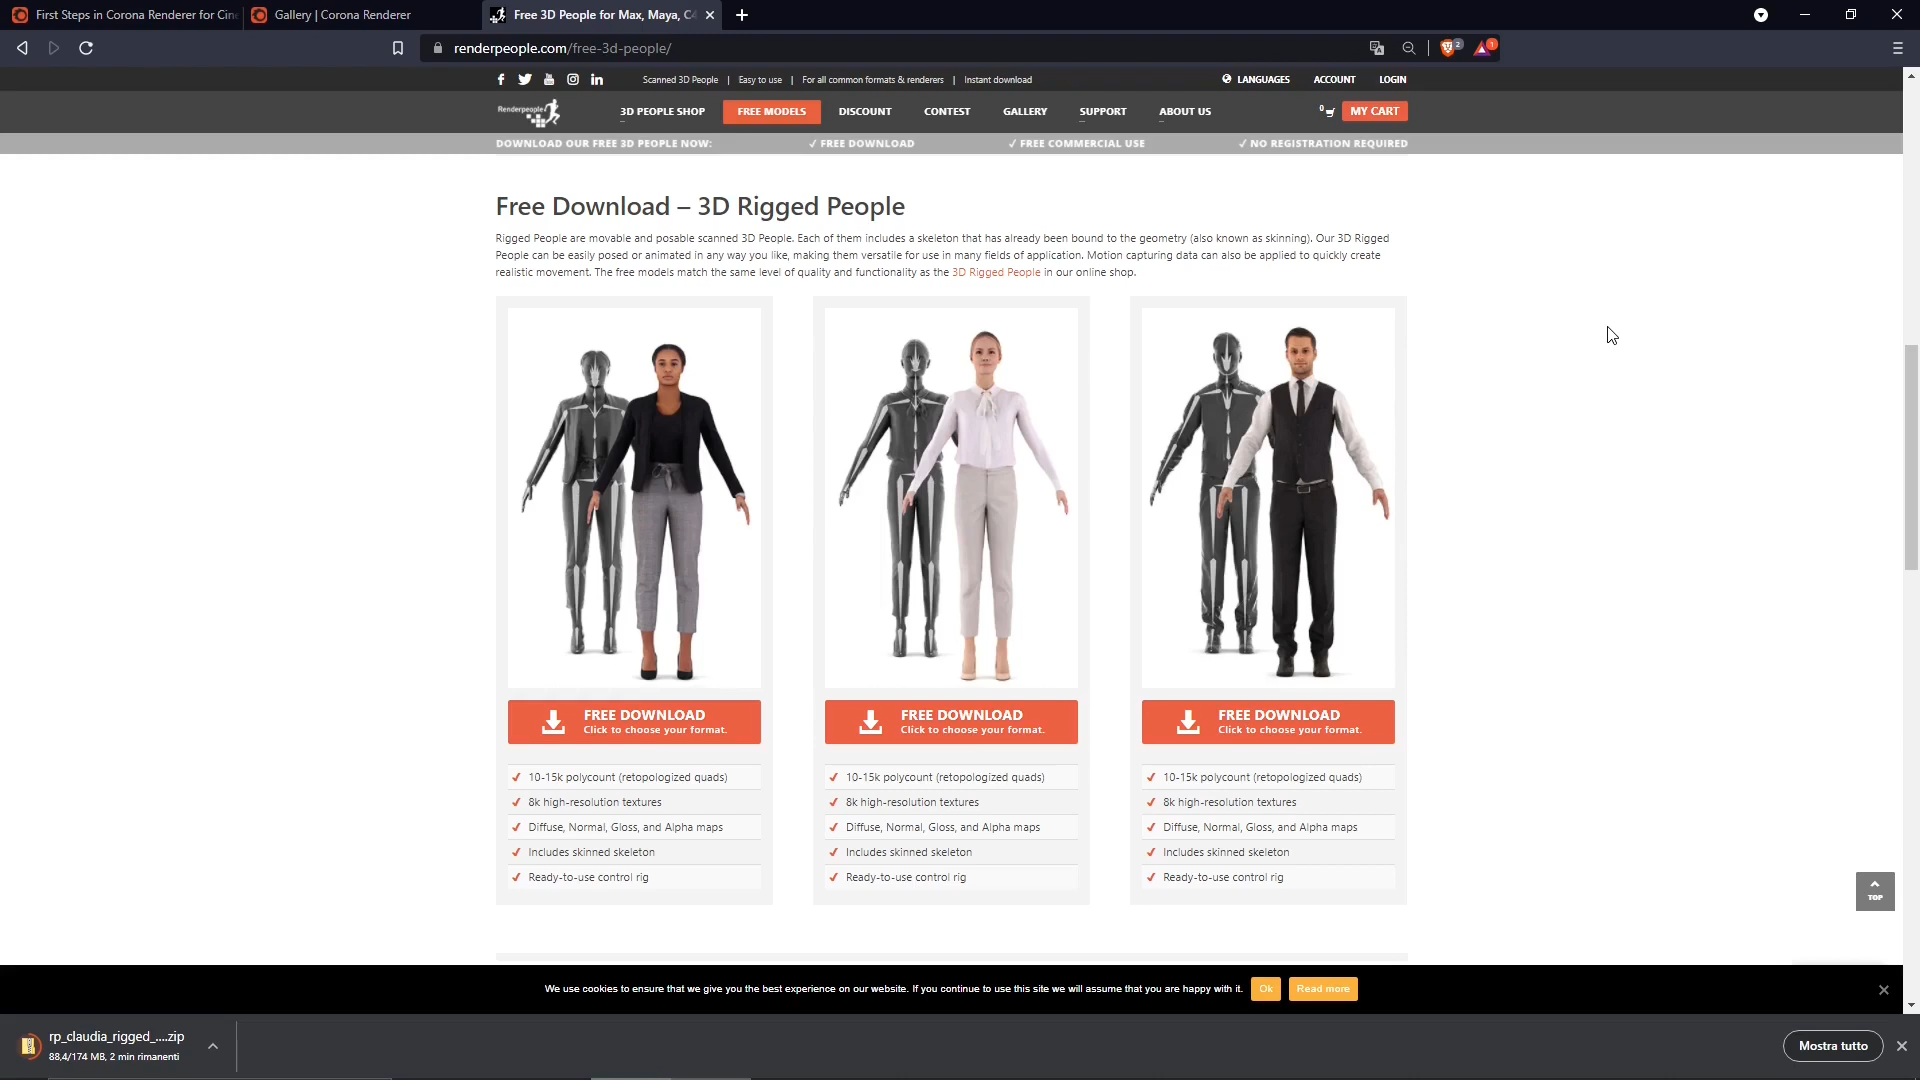 First Steps in Corona Renderer for Cin
Gallery | Corona Renderer
Free 3D People for Max, Maya, C4
renderpeople.com/free-3d-people/
2
1
Scanned 3D People | Easy to use | For all common formats & renderers | Instant download
LANGUAGES ACCOUNT LOGIN
Renderpeople
3D PEOPLE SHOP FREE MODELS DISCOUNT CONTEST GALLERY SUPPORT ABOUT US
0 MY CART
DOWNLOAD OUR FREE 3D PEOPLE NOW: ✓ FREE DOWNLOAD ✓ FREE COMMERCIAL USE ✓ NO REGISTRATION REQUIRED
Free Download – 3D Rigged People
Rigged People are movable and posable scanned 3D People. Each of them includes a skeleton that has already been bound to the geometry (also known as skinning). Our 3D Rigged
People can be easily posed or animated in any way you like, making them versatile for use in many fields of application. Motion capturing data can also be applied to quickly create
realistic movement. The free models match the same level of quality and functionality as the 3D Rigged People in our online shop.
FREE DOWNLOAD
Click to choose your format.
✓ 10-15k polycount (retopologized quads)
✓ 8k high-resolution textures
✓ Diffuse, Normal, Gloss, and Alpha maps
✓ Includes skinned skeleton
✓ Ready-to-use control rig
FREE DOWNLOAD
Click to choose your format.
✓ 10-15k polycount (retopologized quads)
✓ 8k high-resolution textures
✓ Diffuse, Normal, Gloss, and Alpha maps
✓ Includes skinned skeleton
✓ Ready-to-use control rig
FREE DOWNLOAD
Click to choose your format.
✓ 10-15k polycount (retopologized quads)
✓ 8k high-resolution textures
✓ Diffuse, Normal, Gloss, and Alpha maps
✓ Includes skinned skeleton
✓ Ready-to-use control rig
TOP
We use cookies to ensure that we give you the best experience on our website. If you continue to use this site we will assume that you are happy with it. Ok Read more
rp_claudia_rigged_....zip
88,4/174 MB, 2 min rimanenti
Mostra tutto